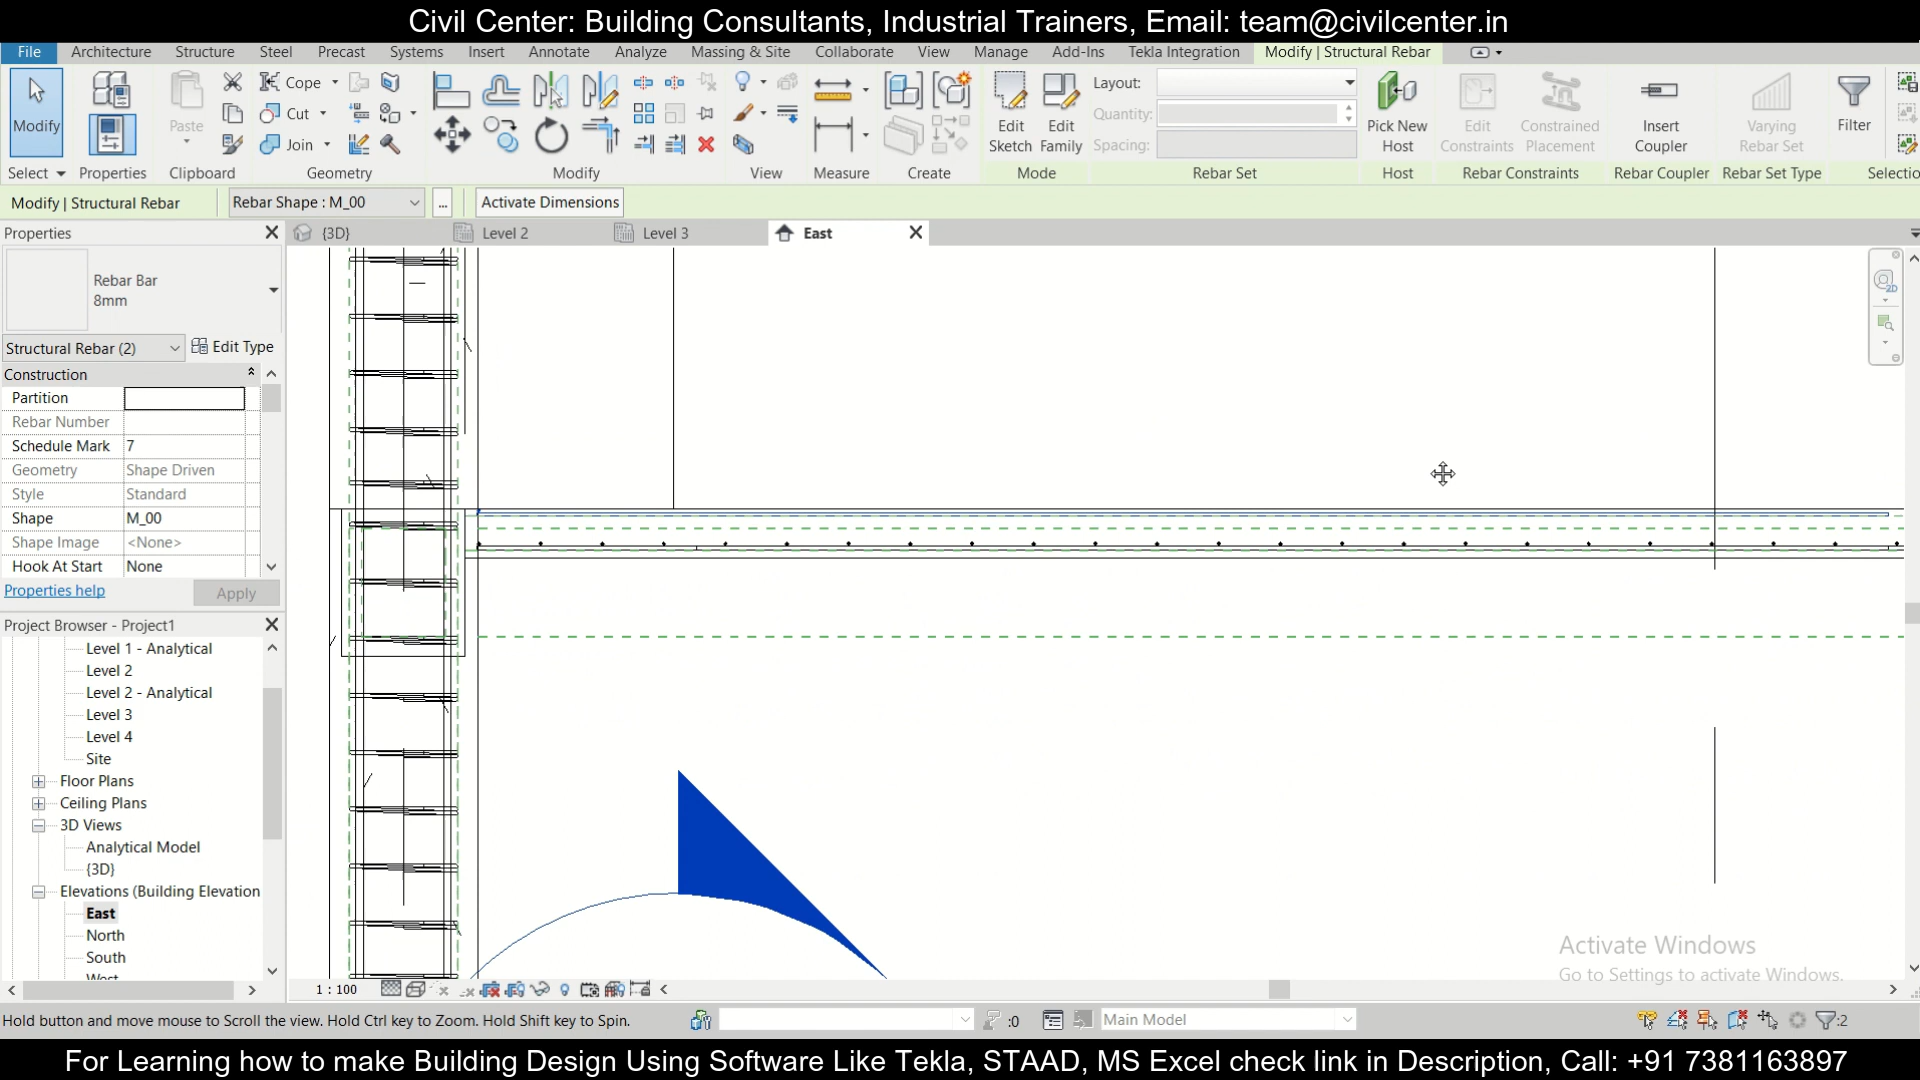 Civil Center: Building Consultants, Industrial Trainers, Email: team@civilcenter.in
File Architecture Structure Steel Precast Systems Insert Annotate Analyze Massing & Site Collaborate View Manage Add-Ins Tekla Integration Modify | Structural Rebar
Modify Paste Cope Cut Join
Edit Sketch Edit Family
Layout:
Quantity:
Spacing:
Pick New Host Edit Constraints Constrained Placement Insert Coupler Varying Rebar Set Filter
Select Properties Clipboard Geometry Modify View Measure Create Mode Rebar Set Host Rebar Constraints Rebar Coupler Rebar Set Type Selectio
Modify | Structural Rebar Rebar Shape : M_00 ... Activate Dimensions
Properties {3D} Level 2 Level 3 East
Rebar Bar
8mm
Structural Rebar (2) Edit Type
Construction
Partition
Rebar Number
Schedule Mark 7
Geometry Shape Driven
Style Standard
Shape M_00
Shape Image <None>
Hook At Start None
Properties help Apply
Project Browser - Project1
Level 1 - Analytical
Level 2
Level 2 - Analytical
Level 3
Level 4
Site
Floor Plans
Ceiling Plans
3D Views
Analytical Model
{3D}
Elevations (Building Elevation
East
North
South
West
Activate Windows
Go to Settings to activate Windows.
1 : 100
Hold button and move mouse to Scroll the view. Hold Ctrl key to Zoom. Hold Shift key to Spin. :0 Main Model :2
For Learning how to make Building Design Using Software Like Tekla, STAAD, MS Excel check link in Description, Call: +91 7381163897